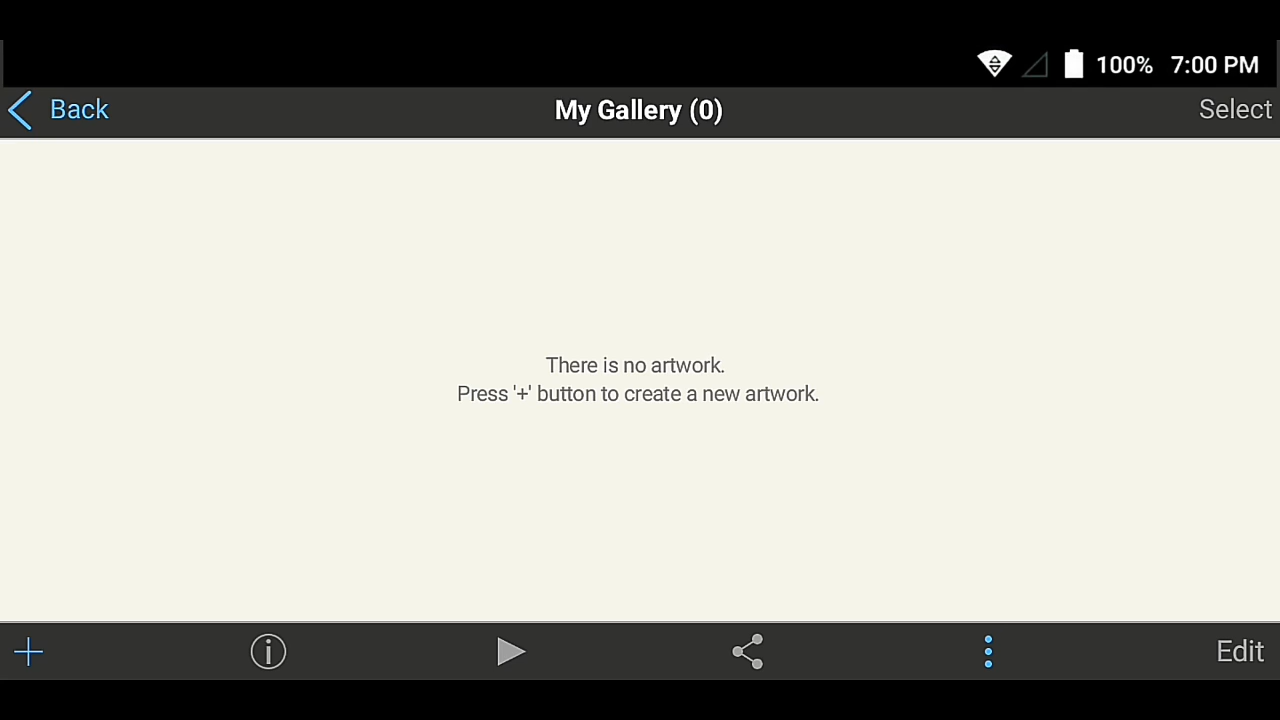 100% 7:00 PM
Back My Gallery (0) Select
There is no artwork.
Press '+' button to create a new artwork.
Edit